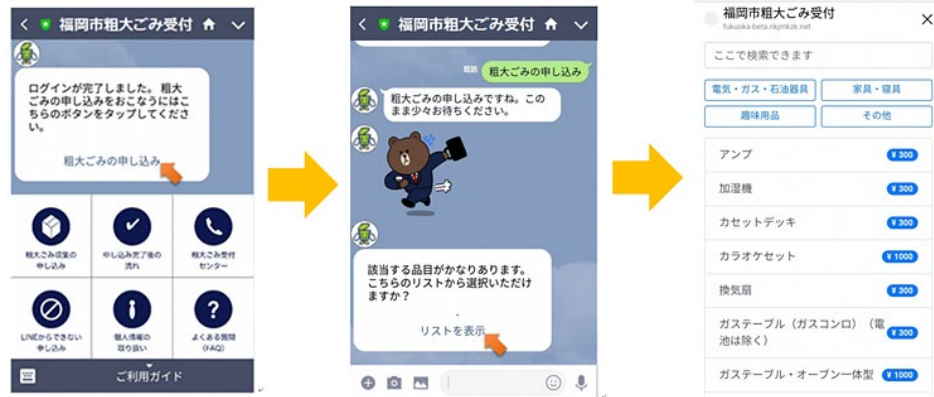 福岡市粗大ごみ受付
ログインが完了しました。 粗大
ごみの申し込みをおこなうにはこ
ちらのボタンをタップしてくださ
い。
粗大ごみの申し込み
粗大ごみ収集の
申し込み
申し込み完了後の
流れ
粗大ごみ受付
センター
LINEからできない
申し込み
個人情報の
取り扱い
よくある質問
(FAQ)
ご利用ガイド
福岡市粗大ごみ受付
既読
粗大ごみの申し込み
粗大ごみの申し込みですね。この
まま少々お待ちください。
該当する品目がかなりあります。
こちらのリストから選択いただけ
ますか？
リストを表示
福岡市粗大ごみ受付
fukuoka-beta.nkjmkzk.net
ここで検索できます
電気・ガス・石油器具
家具・寝具
趣味用品
その他
アンプ ¥ 300
加湿機 ¥ 300
カセットデッキ ¥ 300
カラオケセット ¥ 1000
換気扇 ¥ 300
ガステーブル（ガスコンロ）（電
池は除く） ¥ 300
ガステーブル・オーブン一体型 ¥ 1000